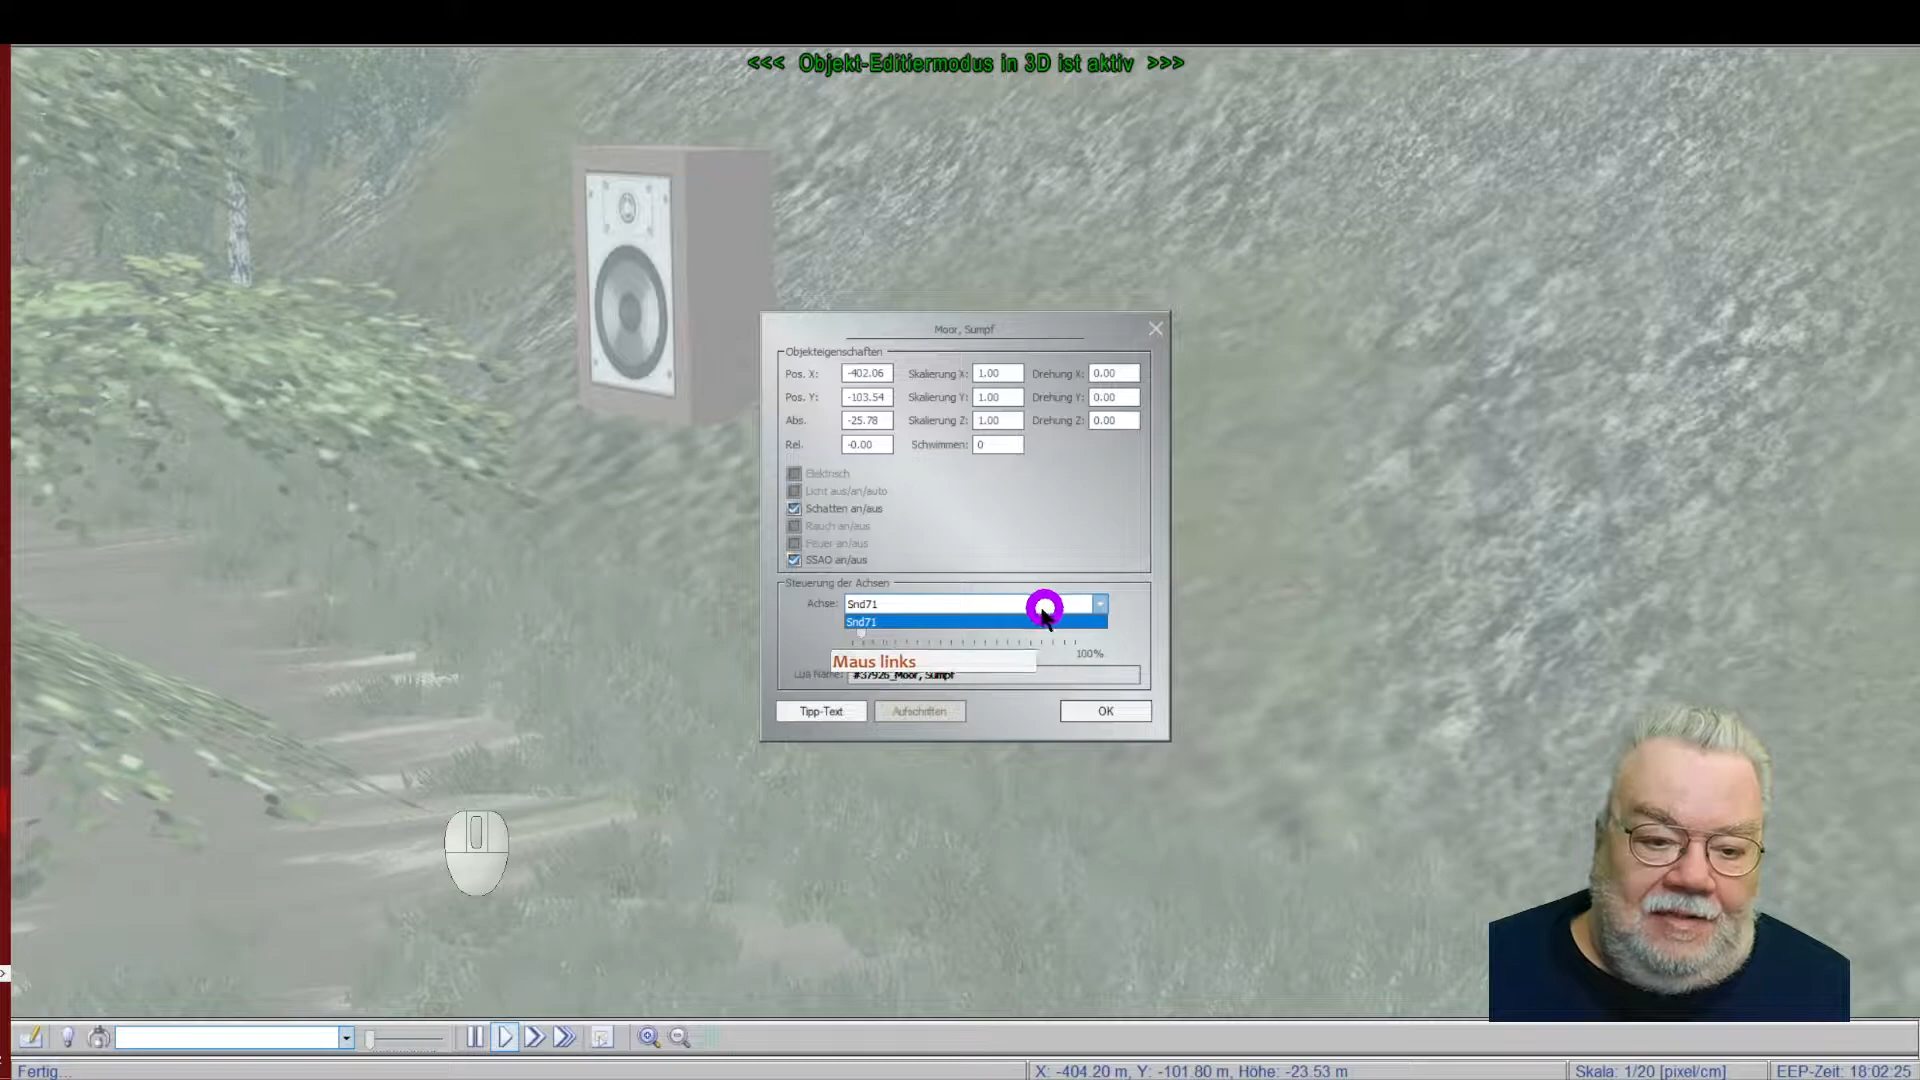 <<< Objekt-Editiermodus in 3D ist aktiv >>>
Moor, Sumpf
Objekteigenschaften
Pos. X: -402.06 Skalierung X: 1.00 Drehung X: 0.00
Pos. Y: -103.54 Skalierung Y: 1.00 Drehung Y: 0.00
Abs. -25.78 Skalierung Z: 1.00 Drehung Z: 0.00
Rel. -0.00 Schwimmen: 0
Elektrisch
Licht aus/an/auto
Schatten an/aus
Rauch an/aus
Feuer an/aus
SSAO an/aus
Steuerung der Achsen
Achse: Snd71
Snd71
100%
Maus links
Lua Name: #37926_Moor, Sumpf
Tipp-Text Aufschriften OK
Fertig... X: -404.20 m, Y: -101.80 m, Höhe: -23.53 m Skala: 1/20 [pixel/cm] EEP-Zeit: 18:02:25